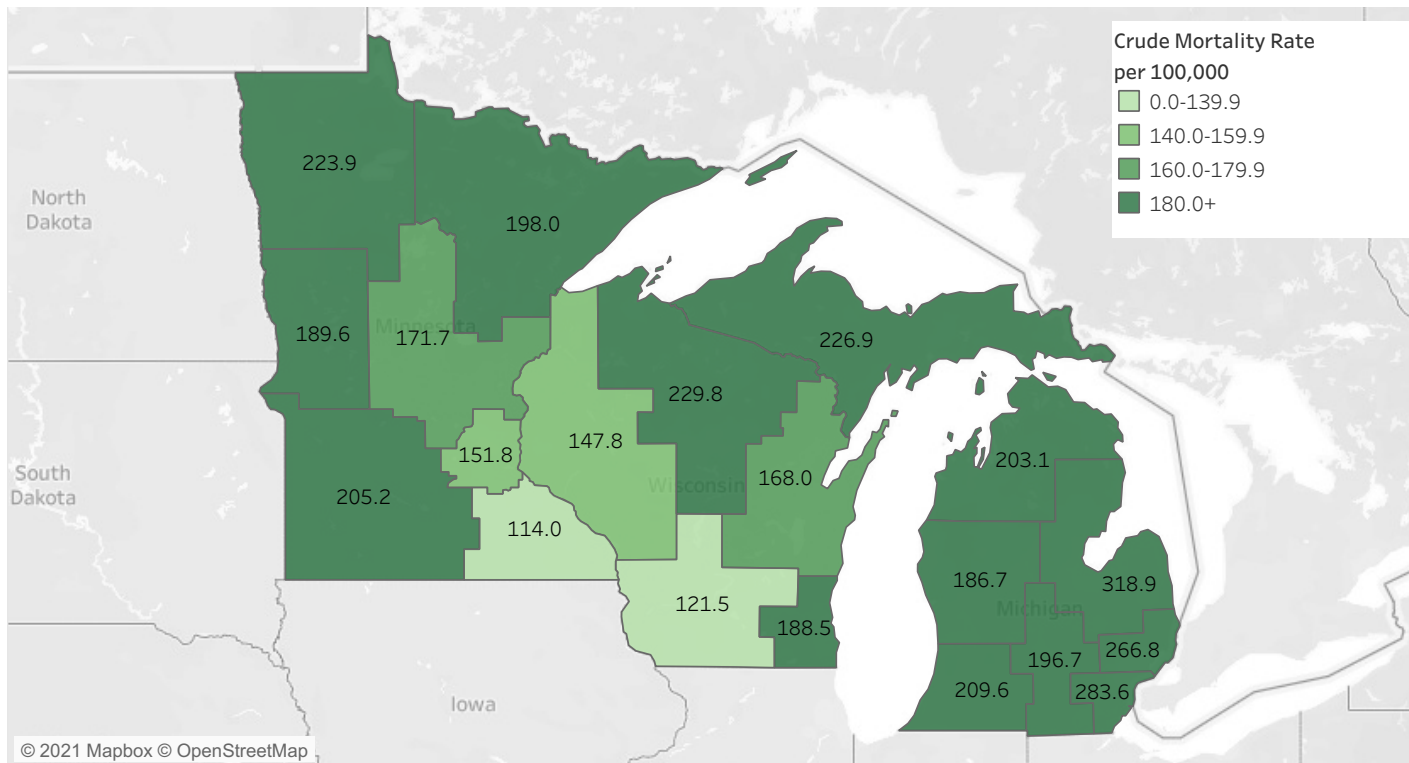 Crude Mortality Rate
per 100,000
0.0-139.9
140.0-159.9
160.0-179.9
180.0+
223.9
North
Dakota
198.0
189.6
Minnesota
171.7
226.9
229.8
147.8
151.8
168.0
203.1
South
Dakota
Wisconsin
205.2
114.0
186.7
318.9
121.5
Michigan
188.5
196.7
266.8
209.6
283.6
Iowa
© 2021 Mapbox © OpenStreetMap